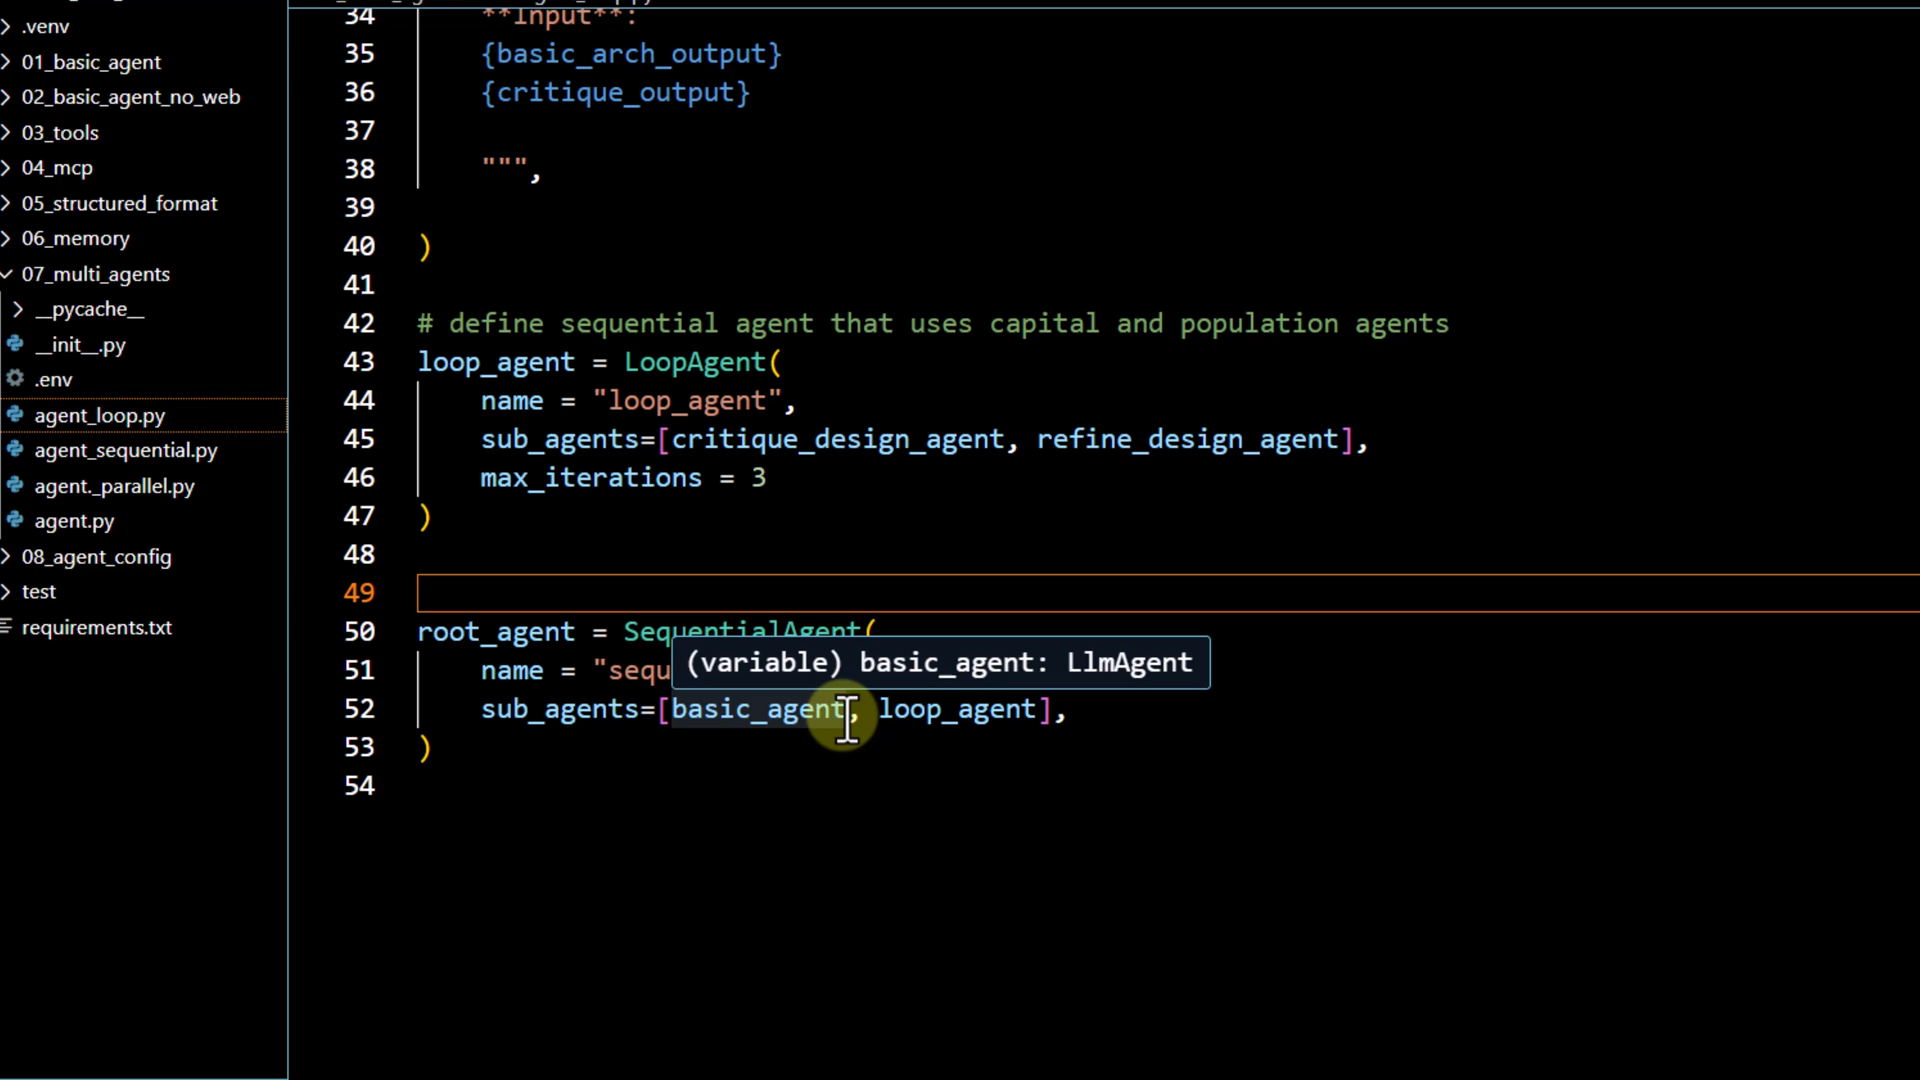 .venv
01_basic_agent
02_basic_agent_no_web
03_tools
04_mcp
05_structured_format
06_memory
07_multi_agents
__pycache__
__init__.py
.env
agent_loop.py
agent_sequential.py
agent._parallel.py
agent.py
08_agent_config
test
requirements.txt
34 **Input**:
35 {basic_arch_output}
36 {critique_output}
37
38 """,
39
40 )
41
42 # define sequential agent that uses capital and population agents
43 loop_agent = LoopAgent(
44 name = "loop_agent",
45 sub_agents=[critique_design_agent, refine_design_agent],
46 max_iterations = 3
47 )
48
49
50 root_agent = SequentialAgent(
(variable) basic_agent: LlmAgent
51 name = "sequ
52 sub_agents=[basic_agent, loop_agent],
53 )
54